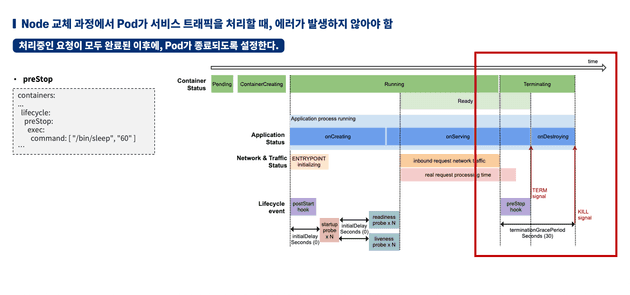 Node 교체 과정에서 Pod가 서비스 트래픽을 처리할 때, 에러가 발생하지 않아야 함
처리중인 요청이 모두 완료된 이후에, Pod가 종료되도록 설정한다.
• preStop
containers:
...
lifecycle:
preStop:
exec:
command: [ "/bin/sleep", "60" ]
...
time
Container
Status
Pending
ContainerCreating
Running
Terminating
Ready
Application process running
Application
Status
onCreating
onServing
onDestroying
Network & Traffic
Status
ENTRYPOINT
initializing
inbound request network traffic
real request processing time
TERM
signal
KILL
signal
Lifecycle
event
postStart
hook
preStop
hook
startup
probe
x N
initialDelay
Seconds (0)
initialDelay
Seconds (0)
readiness
probe x N
liveness
probe x N
terminationGracePeriod
Seconds (30)